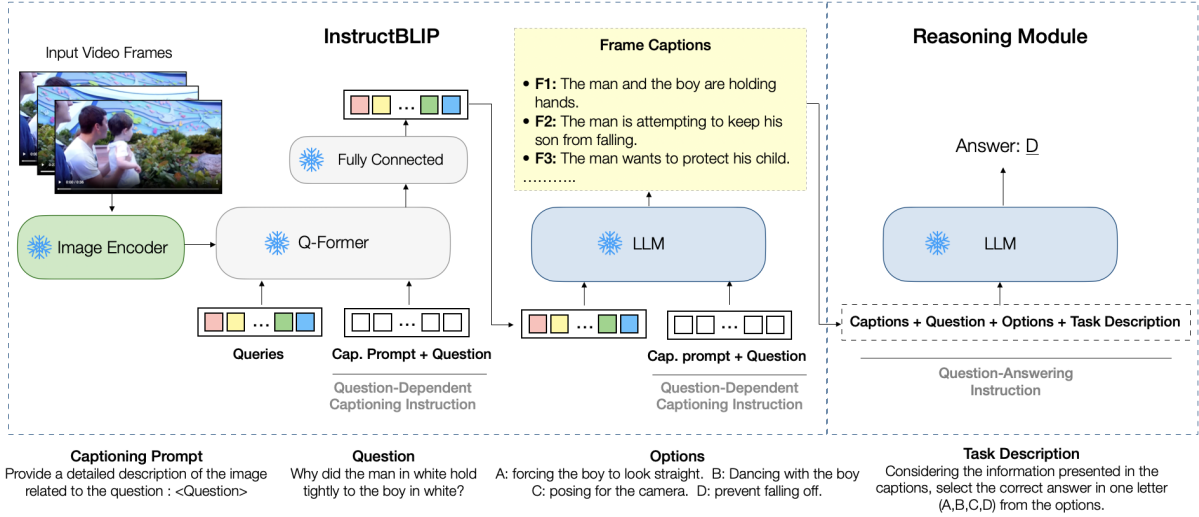 InstructBLIP
Reasoning Module
Input Video Frames
Frame Captions
• F1: The man and the boy are holding
hands.
• F2: The man is attempting to keep his
son from falling.
• F3: The man wants to protect his child.
………..
Fully Connected
Answer: D
Image Encoder
Q-Former
LLM
LLM
...
...
...
...
...
Queries
Cap. Prompt + Question
Cap. prompt + Question
Captions + Question + Options + Task Description
Question-Dependent
Captioning Instruction
Question-Dependent
Captioning Instruction
Question-Answering
Instruction
Captioning Prompt
Provide a detailed description of the image
related to the question : <Question>
Question
Why did the man in white hold
tightly to the boy in white?
Options
A: forcing the boy to look straight. B: Dancing with the boy
C: posing for the camera. D: prevent falling off.
Task Description
Considering the information presented in the
captions, select the correct answer in one letter
(A,B,C,D) from the options.